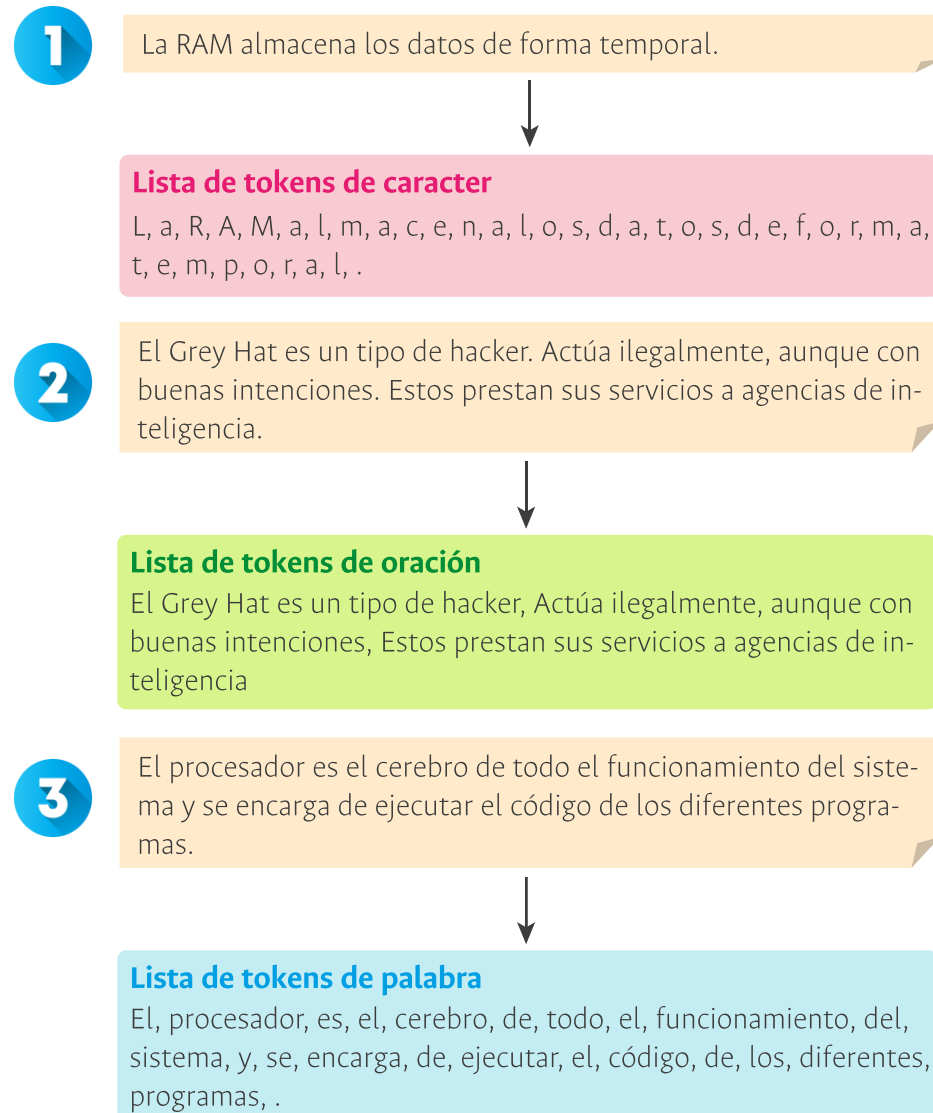 1
La RAM almacena los datos de forma temporal.
Lista de tokens de caracter
L, a, R, A, M, a, l, m, a, c, e, n, a, l, o, s, d, a, t, o, s, d, e, f, o, r, m, a,
t, e, m, p, o, r, a, l, .
2
El Grey Hat es un tipo de hacker. Actúa ilegalmente, aunque con
buenas intenciones. Estos prestan sus servicios a agencias de in-
teligencia.
Lista de tokens de oración
El Grey Hat es un tipo de hacker, Actúa ilegalmente, aunque con
buenas intenciones, Estos prestan sus servicios a agencias de in-
teligencia
3
El procesador es el cerebro de todo el funcionamiento del siste-
ma y se encarga de ejecutar el código de los diferentes progra-
mas.
Lista de tokens de palabra
El, procesador, es, el, cerebro, de, todo, el, funcionamiento, del,
sistema, y, se, encarga, de, ejecutar, el, código, de, los, diferentes,
programas, .